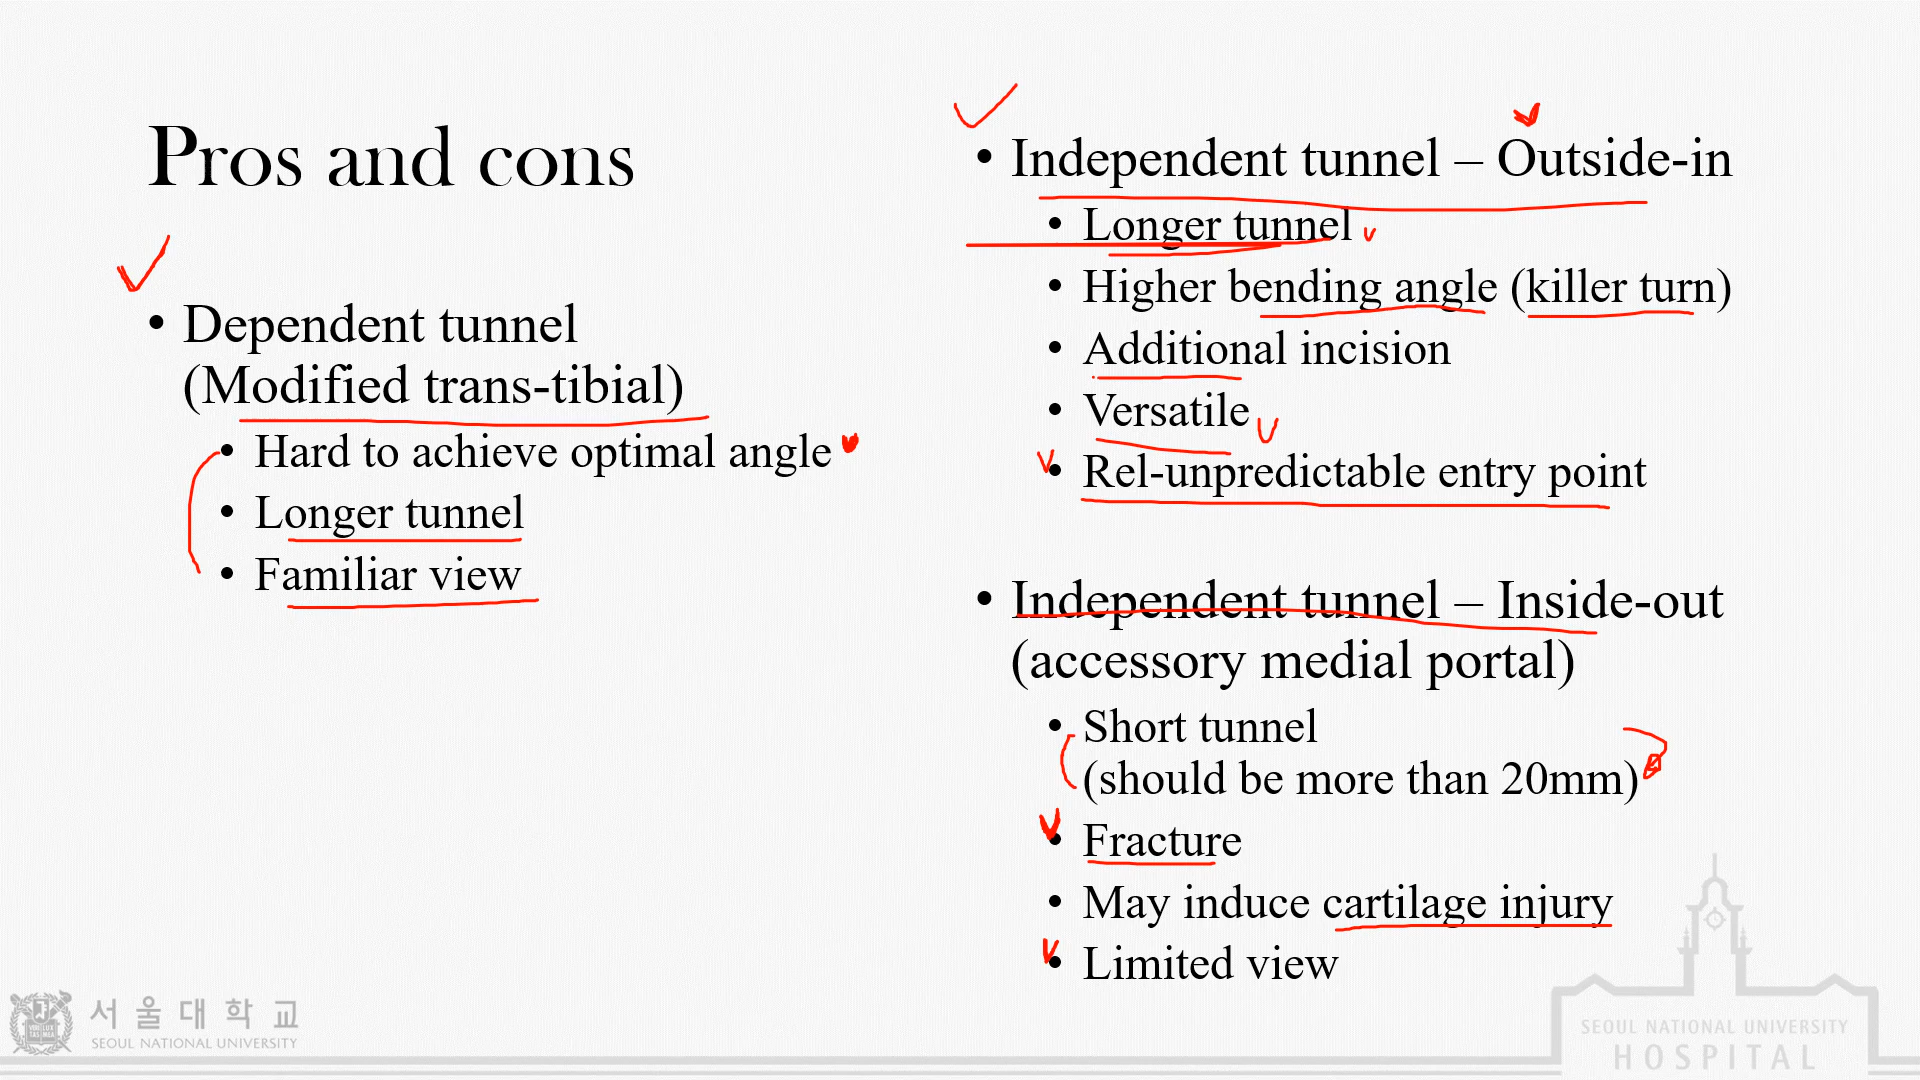 Pros and cons
• Dependent tunnel
(Modified trans-tibial)
• Hard to achieve optimal angle
• Longer tunnel
• Familiar view
• Independent tunnel – Outside-in
• Longer tunnel
• Higher bending angle (killer turn)
• Additional incision
• Versatile
• Rel-unpredictable entry point
• Independent tunnel – Inside-out
(accessory medial portal)
• Short tunnel
(should be more than 20mm)
• Fracture
• May induce cartilage injury
• Limited view
서울대학교
SEOUL NATIONAL UNIVERSITY
SEOUL NATIONAL UNIVERSITY
HOSPITAL